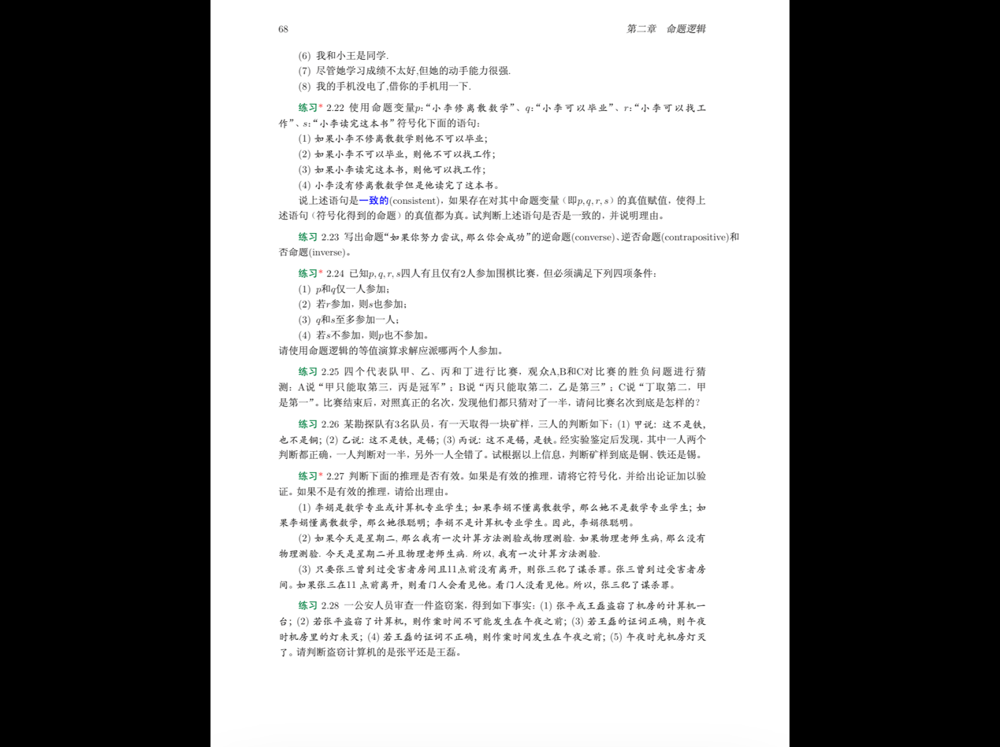 68 第二章 命题逻辑
(6) 我和小王是同学.
(7) 尽管她学习成绩不太好,但她的动手能力很强.
(8) 我的手机没电了,借你的手机用一下.
练习* 2.22 使用命题变量p:“小李修离散数学”、q:“小李可以毕业”、r:“小李可以找工
作”、s:“小李读完这本书” 符号化下面的语句:
(1) 如果小李不修离散数学则他不可以毕业;
(2) 如果小李不可以毕业, 则他不可以找工作;
(3) 如果小李读完这本书, 则他可以找工作;
(4) 小李没有修离散数学但是他读完了这本书。
说上述语句是一致的(consistent), 如果存在对其中命题变量 (即p, q, r, s) 的真值赋值, 使得上
述语句 (符号化得到的命题) 的真值都为真。试判断上述语句是否是一致的, 并说明理由。
练习 2.23 写出命题“如果你努力尝试, 那么你会成功”的逆命题(converse)、逆否命题(contrapositive)和
否命题(inverse)。
练习* 2.24 已知p, q, r, s四人有且仅有2人参加围棋比赛, 但必须满足下列四项条件:
(1) p和q仅一人参加;
(2) 若r参加, 则s也参加;
(3) q和s至多参加一人;
(4) 若s不参加, 则p也不参加。
请使用命题逻辑的等值演算求解应派哪两个人参加。
练习 2.25 四个代表队甲、乙、丙和丁进行比赛, 观众A,B和C对比赛的胜负问题进行猜
测: A说 “甲只能取第三, 丙是冠军”; B说 “丙只能取第二, 乙是第三”; C说 “丁取第二, 甲
是第一”。比赛结束后, 对照真正的名次, 发现他们都只猜对了一半, 请问比赛名次到底是怎样的?
练习 2.26 某勘探队有3名队员, 有一天取得一块矿样, 三人的判断如下: (1) 甲说: 这不是铁,
也不是铜; (2) 乙说: 这不是铁, 是锡; (3) 丙说: 这不是锡, 是铁。经实验鉴定后发现, 其中一人两个
判断都正确, 一人判断对一半, 另外一人全错了。试根据以上信息, 判断矿样到底是铜、铁还是锡。
练习* 2.27 判断下面的推理是否有效。如果是有效的推理, 请将它符号化, 并给出论证加以验
证。如果不是有效的推理, 请给出理由。
(1) 李娟是数学专业或计算机专业学生; 如果李娟不懂离散数学, 那么她不是数学专业学生; 如
果李娟懂离散数学, 那么她很聪明; 李娟不是计算机专业学生。因此, 李娟很聪明。
(2) 如果今天是星期二, 那么我有一次计算方法测验或物理测验. 如果物理老师生病, 那么没有
物理测验. 今天是星期二并且物理老师生病. 所以, 我有一次计算方法测验.
(3) 只要张三曾到过受害者房间且11点前没有离开, 则张三犯了谋杀罪。张三曾到过受害者房
间。如果张三在11 点前离开, 则看门人会看见他。看门人没看见他。所以, 张三犯了谋杀罪。
练习 2.28 一公安人员审查一件盗窃案, 得到如下事实: (1) 张平或王磊盗窃了机房的计算机一
台; (2) 若张平盗窃了计算机, 则作案时间不可能发生在午夜之前; (3) 若王磊的证词正确, 则午夜
时机房里的灯未灭; (4) 若王磊的证词不正确, 则作案时间发生在午夜之前; (5) 午夜时光机房灯灭
了。请判断盗窃计算机的是张平还是王磊。